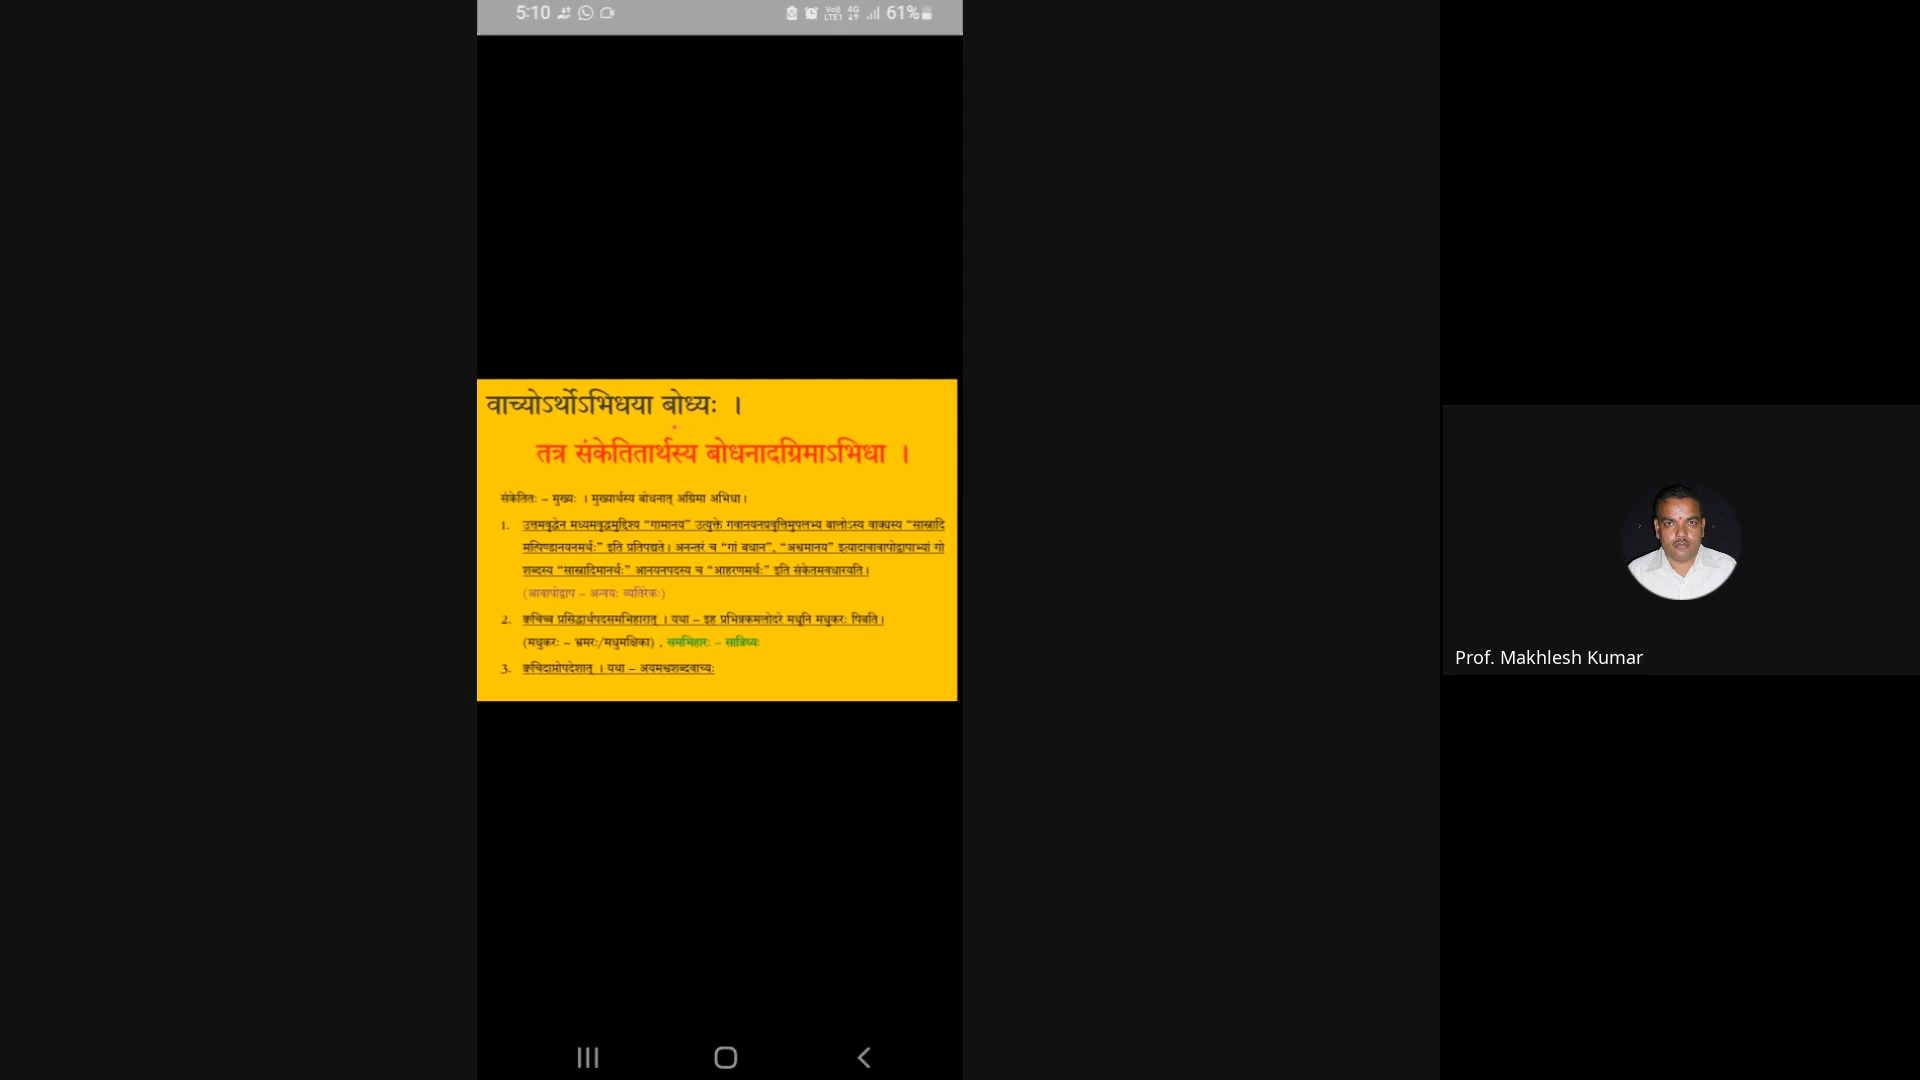 5:10
Vo8 LTE1 4G 61%
वाच्योऽर्थोऽभिधया बोध्यः ।
तत्र संकेतितार्थस्य बोधनादग्रिमाऽभिधा ।
संकेतितः – मुख्यः । मुख्यार्थस्य बोधनात् अग्रिमा अभिधा।
1. उत्तमवृद्धेन मध्यमवृद्धमुद्दिश्य “गामानय” उत्युक्ते गवानयनप्रवृत्तिमुपलभ्य बालोऽस्य वाक्यस्य “सास्नादि
मत्पिण्डानयनमर्थः” इति प्रतिपद्यते। अनन्तरं च “गां बधान”, “अश्वमानय” इत्यादावावापोद्वापाभ्यां गो
शब्दस्य “सास्नादिमानर्थः” आनयनपदस्य च “आहरणमर्थः” इति संकेतमवधारयति।
(आवापोद्वाप – अन्वयः व्यतिरेकः)
2. क्वचिच्च प्रसिद्धार्थपदसमभिहारात् । यथा – इह प्रभिन्नकमलोदरे मधूनि मधुकरः पिबति।
(मधुकरः – भ्रमरः/मधुमक्षिका) , समभिहारः – सान्निध्यः
3. क्वचिदाप्तोपदेशात् । यथा – अयमश्वशब्दवाच्यः
Prof. Makhlesh Kumar